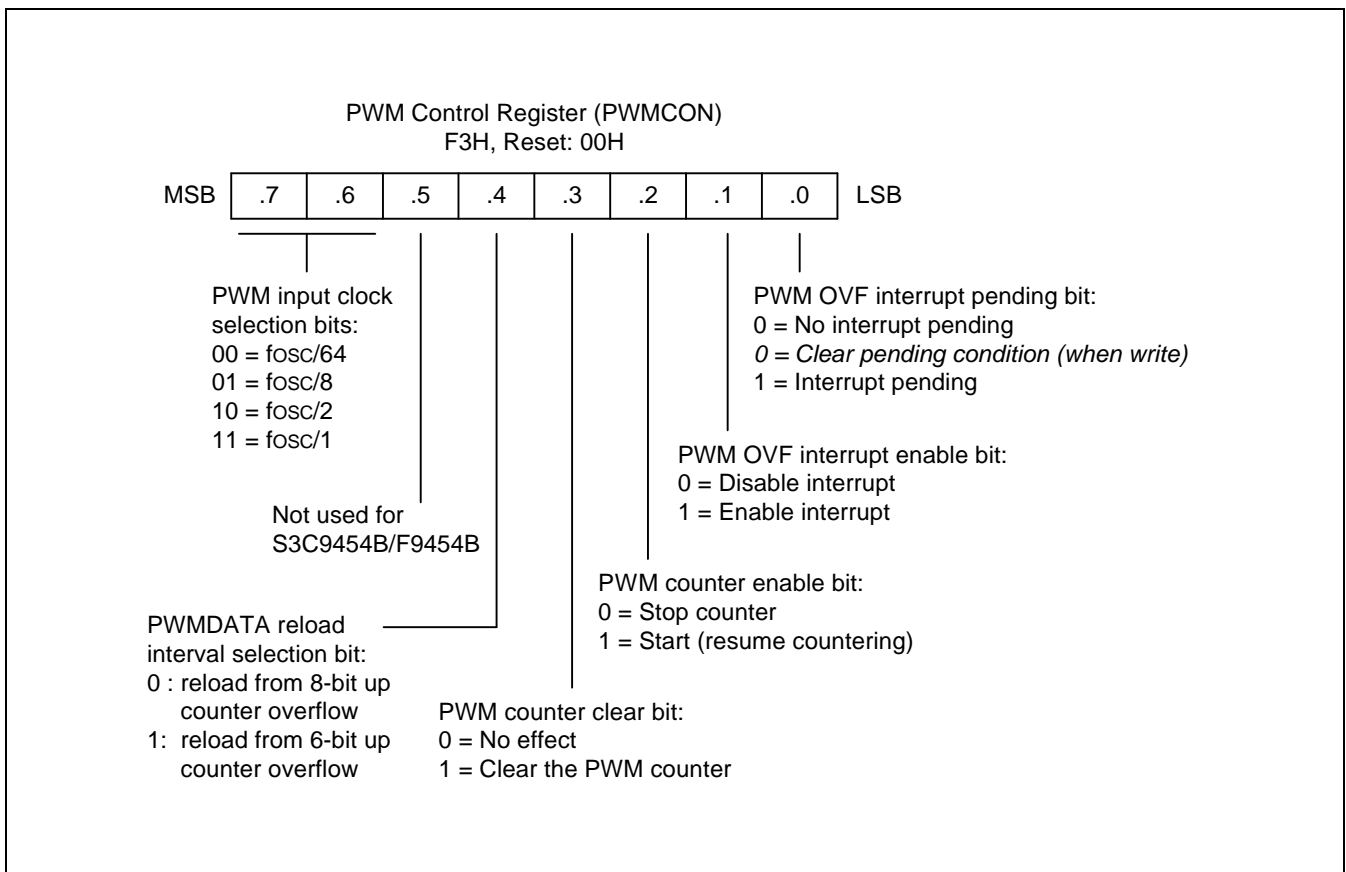 PWM Control Register (PWMCON)
F3H, Reset: 00H
MSB .7 .6 .5 .4 .3 .2 .1 .0 LSB
PWM input clock
selection bits:
00 = fOSC/64
01 = fOSC/8
10 = fOSC/2
11 = fOSC/1
Not used for
S3C9454B/F9454B
PWMDATA reload
interval selection bit:
0 : reload from 8-bit up
counter overflow
1: reload from 6-bit up
counter overflow
PWM counter clear bit:
0 = No effect
1 = Clear the PWM counter
PWM counter enable bit:
0 = Stop counter
1 = Start (resume countering)
PWM OVF interrupt enable bit:
0 = Disable interrupt
1 = Enable interrupt
PWM OVF interrupt pending bit:
0 = No interrupt pending
0 = Clear pending condition (when write)
1 = Interrupt pending